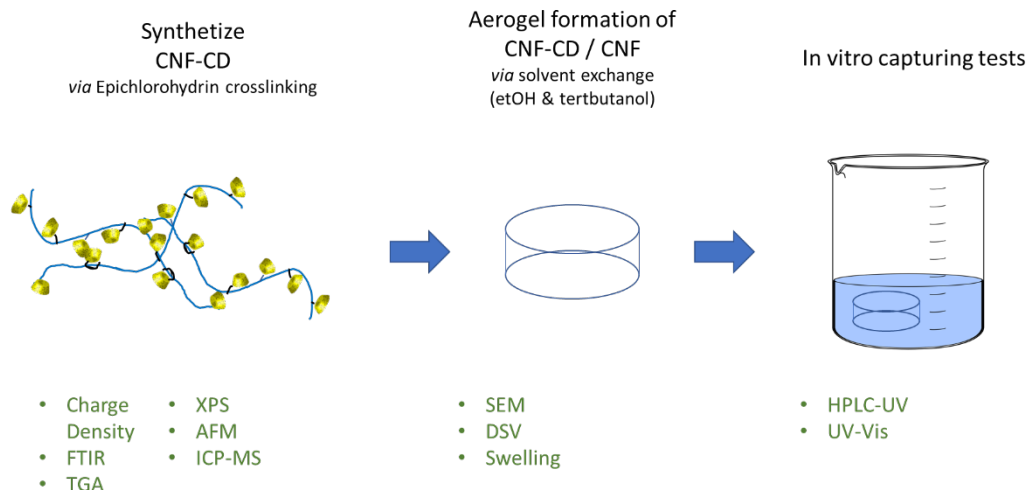 Synthetize
CNF-CD
via Epichlorohydrin crosslinking
Aerogel formation of
CNF-CD / CNF
via solvent exchange
(etOH & tertbutanol)
In vitro capturing tests
• Charge
Density
• FTIR
• TGA
• XPS
• AFM
• ICP-MS
• SEM
• DSV
• Swelling
• HPLC-UV
• UV-Vis